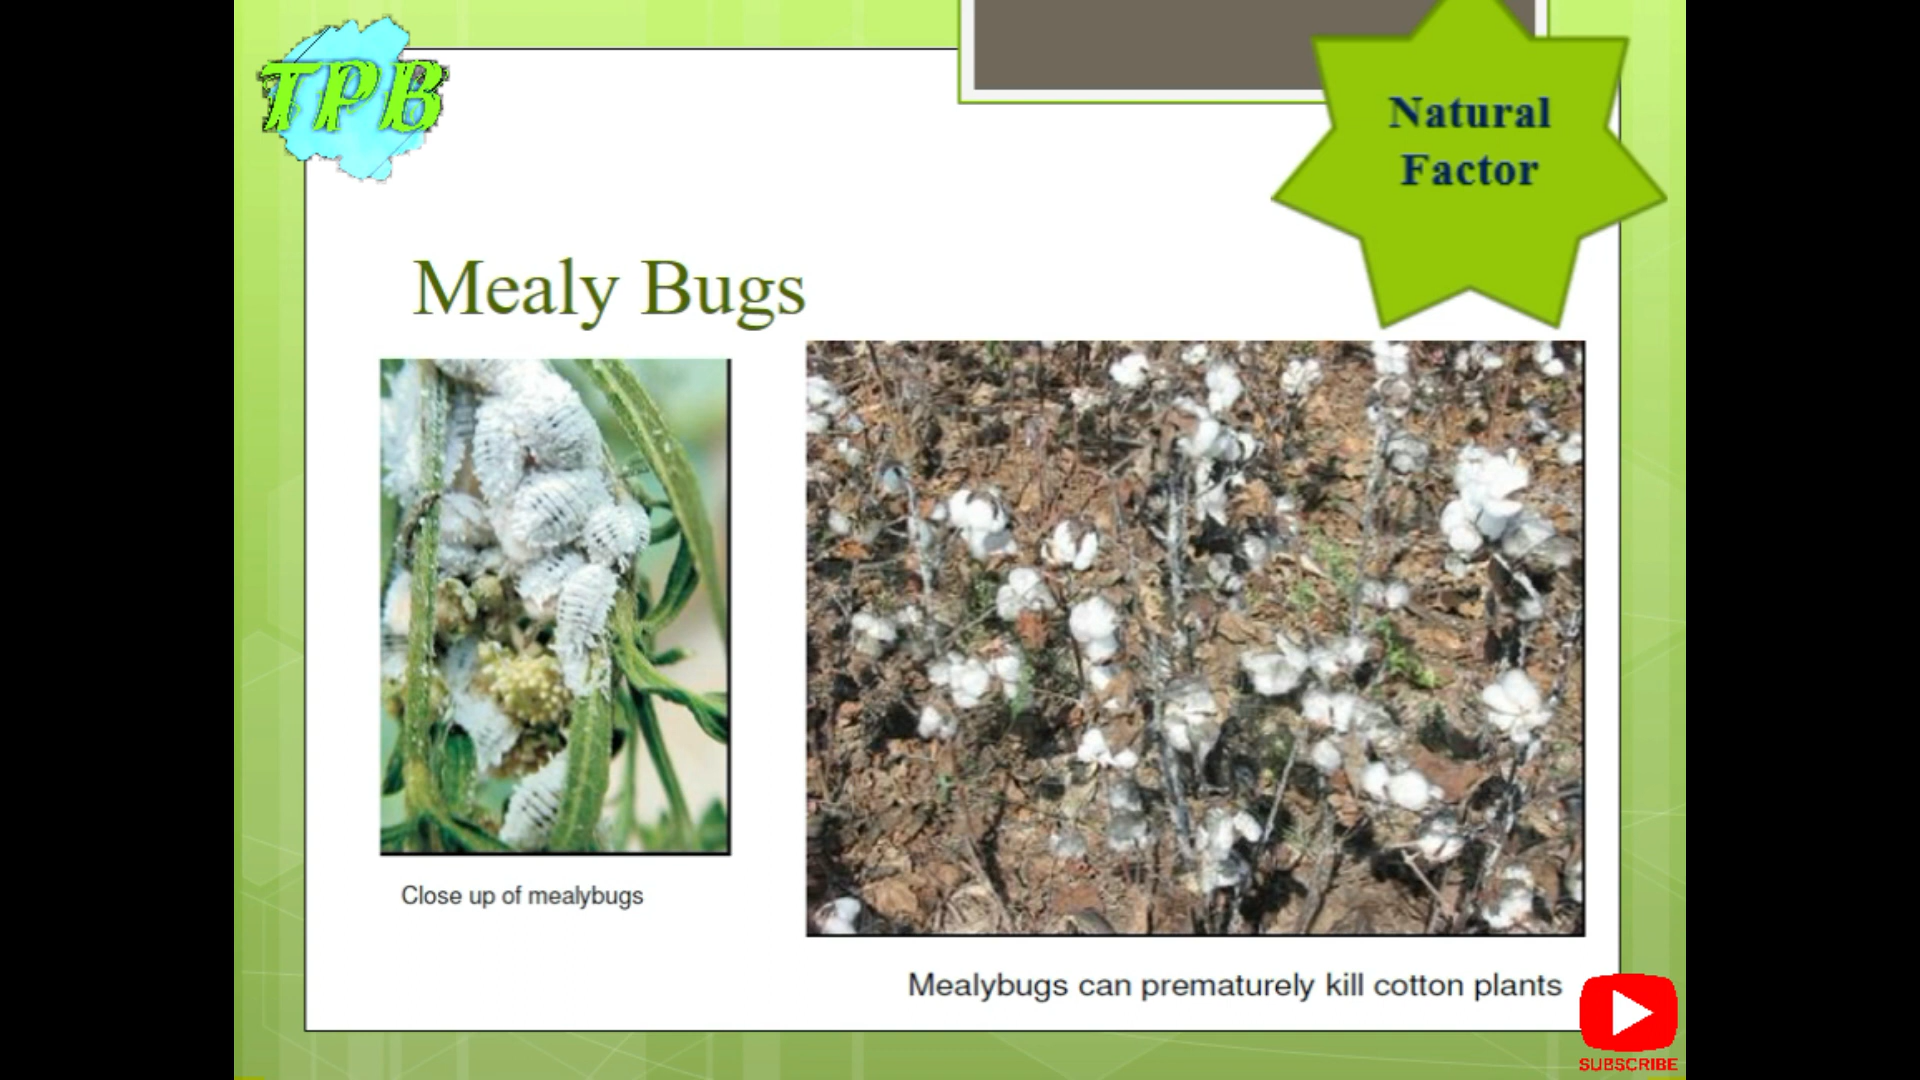 TPB
Natural
Factor
Mealy Bugs
Close up of mealybugs
Mealybugs can prematurely kill cotton plants
SUBSCRIBE